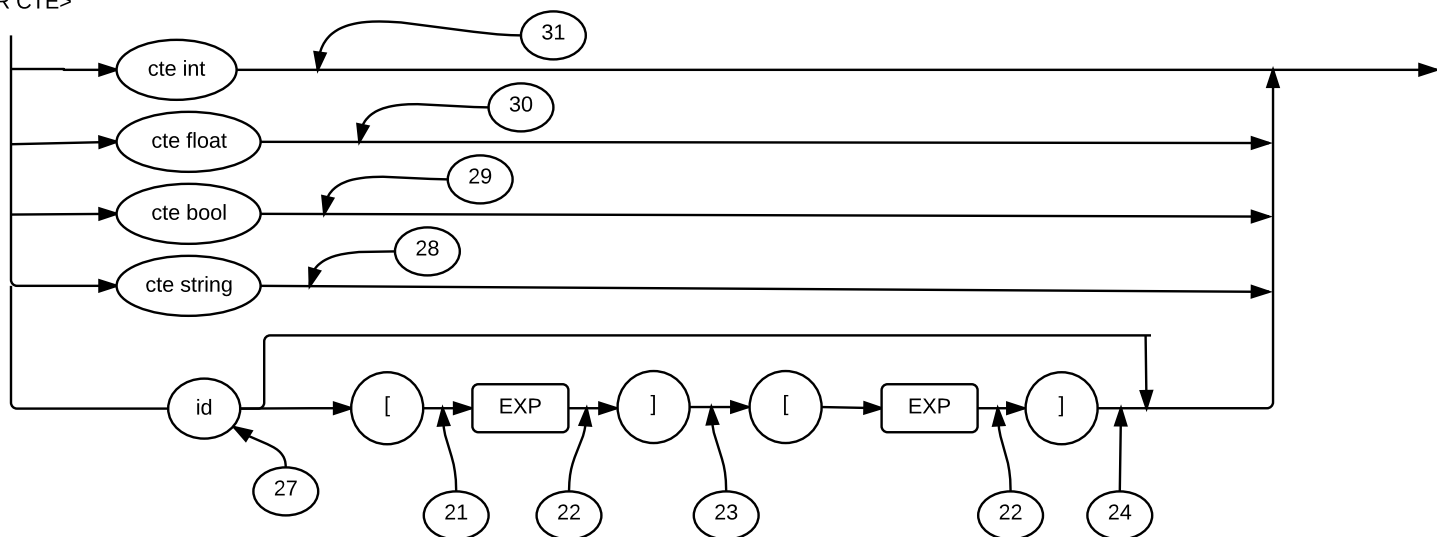 CTE>
31
cte int
30
cte float
29
cte bool
28
cte string
id [ EXP ] [ EXP ]
27 21 22 23 22 24